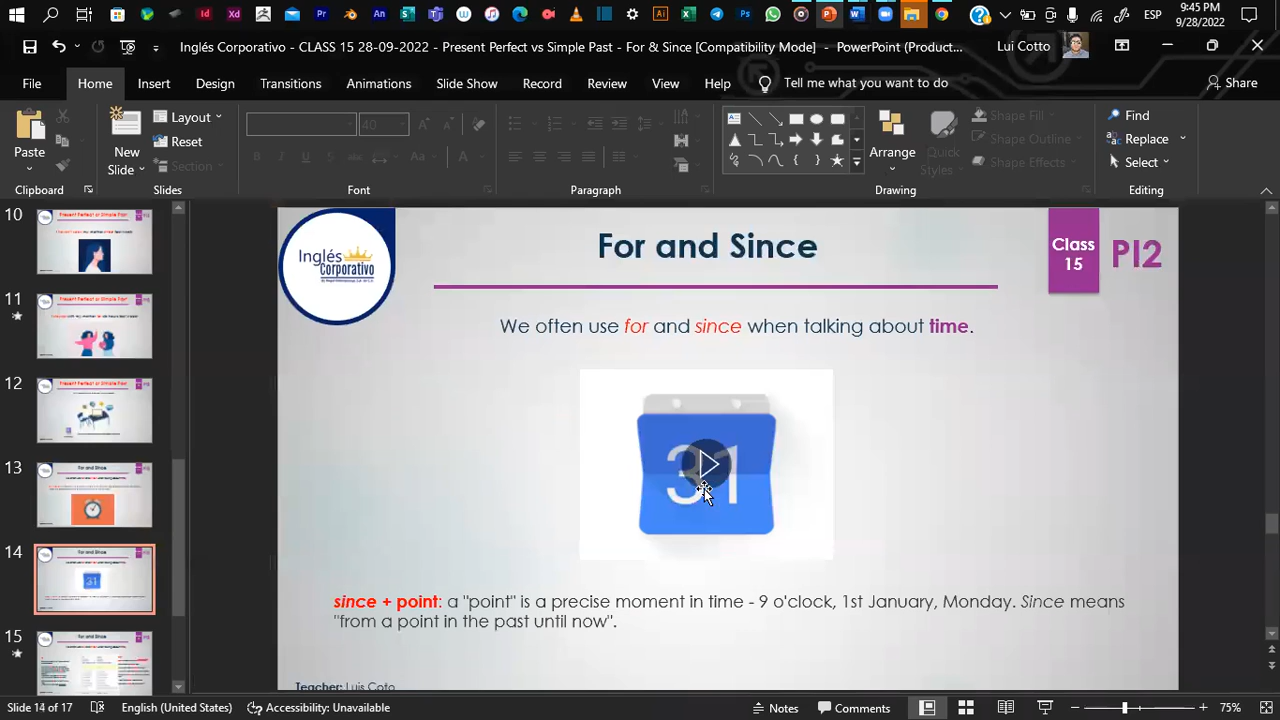 9:45 PM
ESP
9/28/2022
Inglés Corporativo - CLASS 15 28-09-2022 - Present Perfect vs Simple Past - For & Since [Compatibility Mode] - PowerPoint (Product...
Lui Cotto
File
Home
Insert
Design
Transitions
Animations
Slide Show
Record
Review
View
Help
Tell me what you want to do
Share
Paste
New
Slide
Layout
Reset
Section
40
Arrange
Quick
Styles
Shape Fill
Shape Outline
Shape Effects
Find
Replace
Select
Clipboard
Slides
Font
Paragraph
Drawing
Editing
10
11
12
13
14
15
Inglés
Corporativo
For and Since
Class
15
PI2
We often use for and since when talking about time.
31
since + point: a "point" is a precise moment in time - 9 o'clock, 1st January, Monday. Since means
"from a point in the past until now".
Teacher: Luis Coto
Slide 14 of 17
English (United States)
Accessibility: Unavailable
Notes
Comments
75%